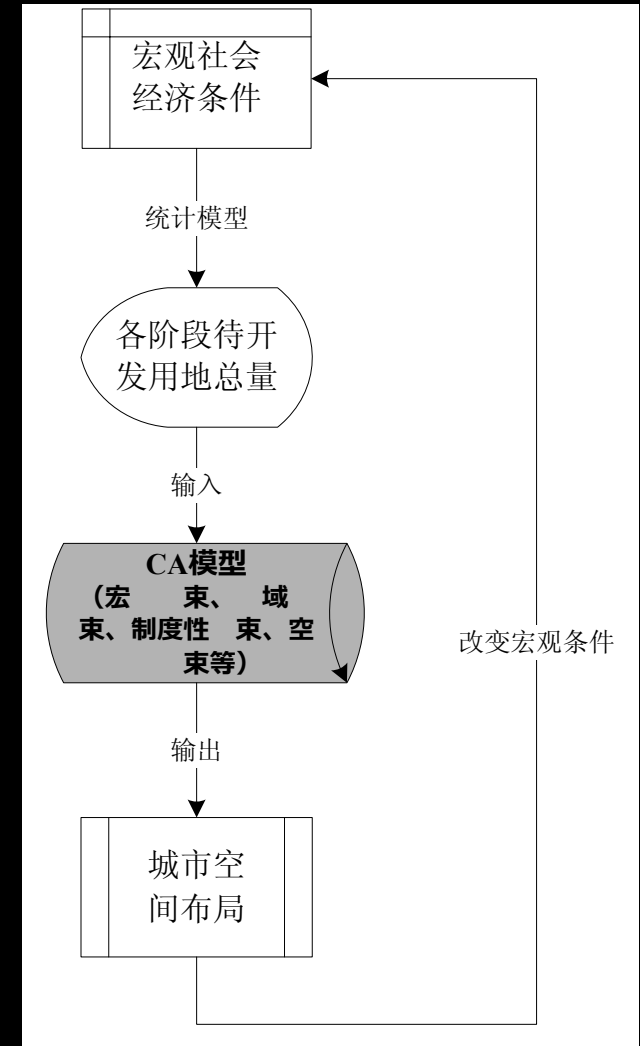 宏观社会
经济条件
统计模型
各阶段待开
发用地总量
输入
CA模型
（宏 束、 域
束、制度性 束、空
束等）
改变宏观条件
输出
城市空
间布局